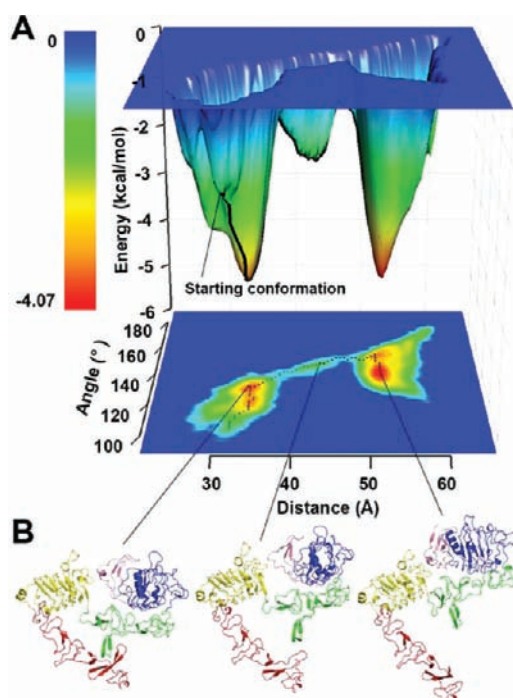 A
0
-4.07
0
-1
-2
-3
-4
-5
-6
Energy (kcal/mol)
Starting conformation
180
160
140
120
100
Angle (°)
30 40 50 60
Distance (Å)
B